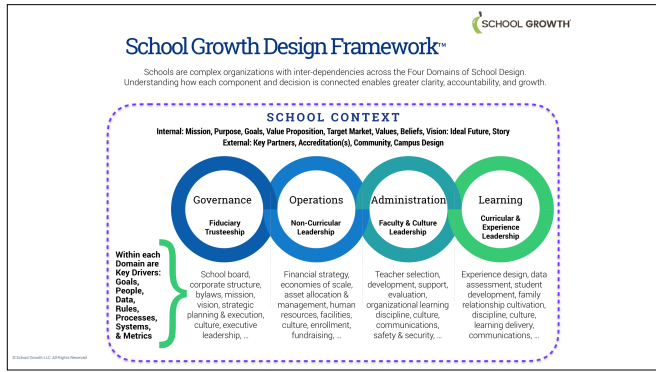 SCHOOL GROWTH
School Growth Design Framework™
Schools are complex organizations with inter-dependencies across the Four Domains of School Design.
Understanding how each component and decision is connected enables greater clarity, accountability, and growth.
SCHOOL CONTEXT
Internal: Mission, Purpose, Goals, Value Proposition, Target Market, Values, Beliefs, Vision: Ideal Future, Story
External: Key Partners, Accreditation(s), Community, Campus Design
Governance
Fiduciary
Trusteeship
Operations
Non-Curricular
Leadership
Administration
Faculty & Culture
Leadership
Learning
Curricular &
Experience
Leadership
Within each
Domain are
Key Drivers:
Goals,
People,
Data,
Rules,
Processes,
Systems,
& Metrics
School board,
corporate structure,
bylaws, mission,
vision, strategic
planning & execution,
culture, executive
leadership, ...
Financial strategy,
economies of scale,
asset allocation &
management, human
resources, facilities,
culture, enrollment,
fundraising, ...
Teacher selection,
development, support,
evaluation,
organizational learning
discipline, culture,
communications,
safety & security, ...
Experience design, data
assessment, student
development, family
relationship cultivation,
discipline, culture,
learning delivery,
communications, ...
© School Growth LLC. All Rights Reserved